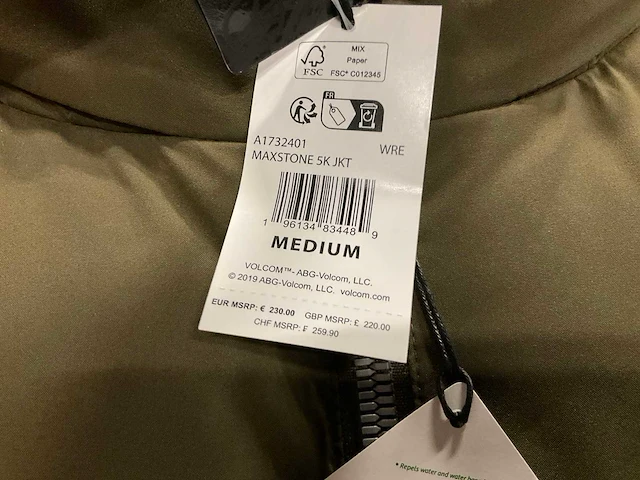 MIX
Paper
FSC
FSC® C012345
FR
A1732401 WRE
MAXSTONE 5K JKT
1 96134 83448 9
MEDIUM
VOLCOM™- ABG-Volcom, LLC.
© 2019 ABG-Volcom, LLC. volcom.com
EUR MSRP: € 230.00 GBP MSRP: £ 220.00
CHF MSRP: ₣ 259.90
• Repels water and water